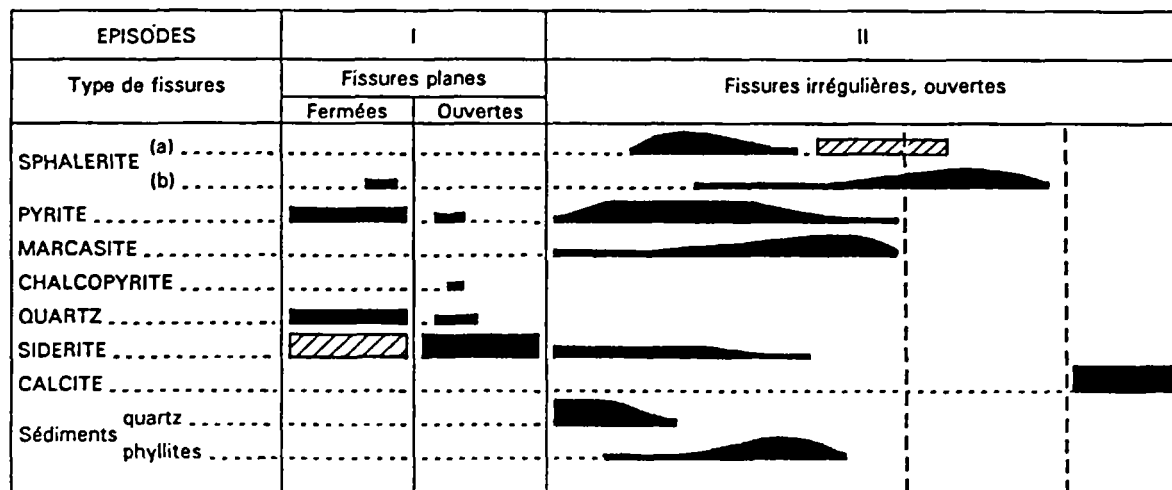 EPISODES I II
Type de fissures Fissures planes Fissures irrégulières, ouvertes
Fermées Ouvertes
SPHALERITE (a)
(b)
PYRITE
MARCASITE
CHALCOPYRITE
QUARTZ
SIDERITE
CALCITE
Sédiments quartz
phyllites